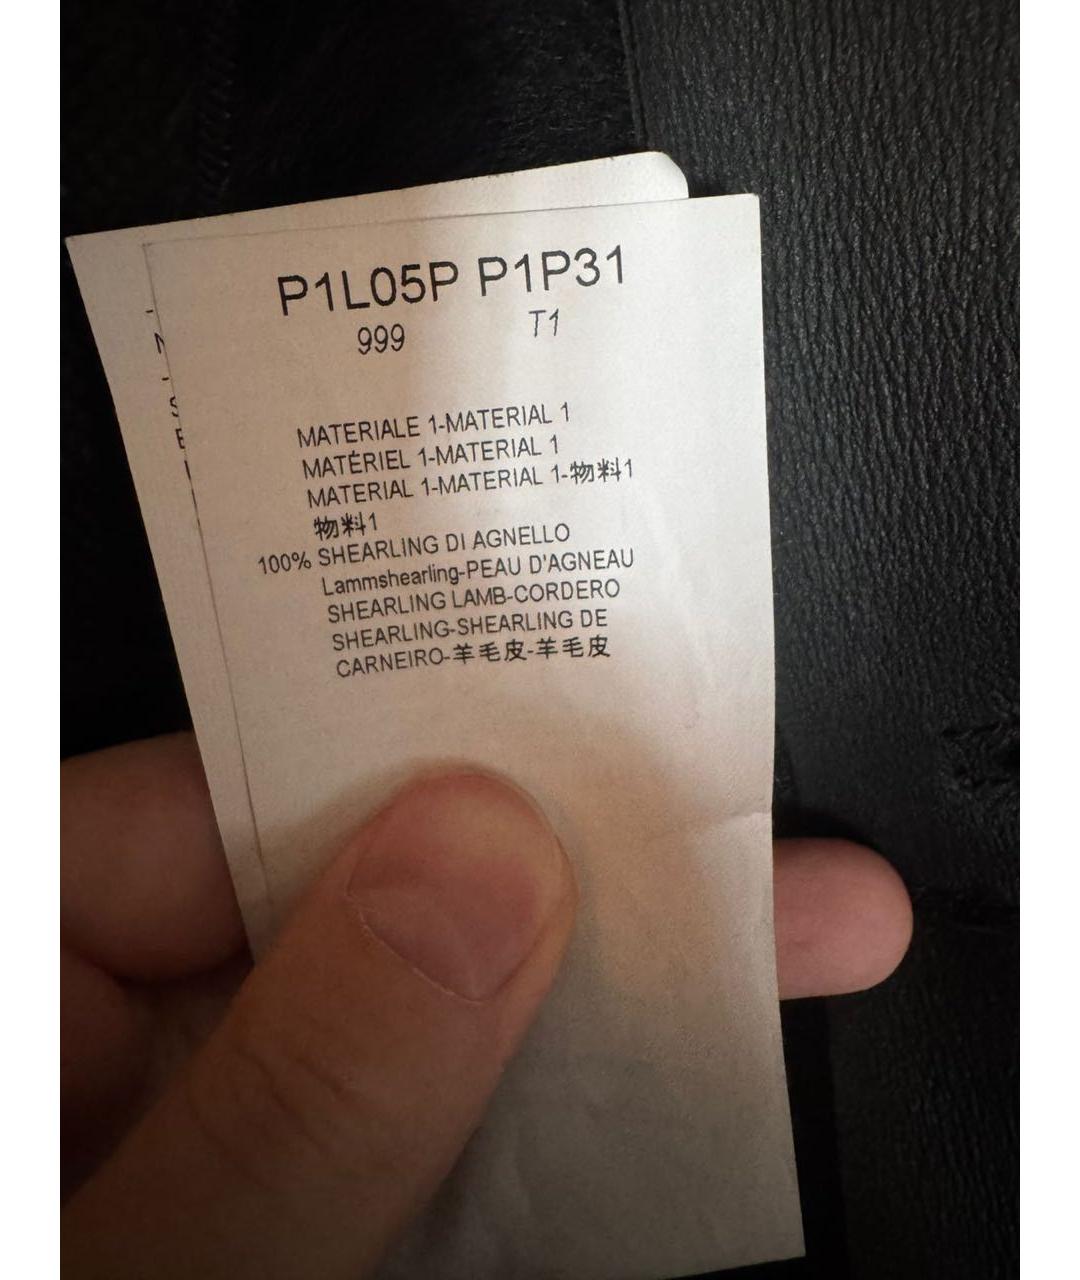 P1L05P P1P31
999 T1
MATERIALE 1-MATERIAL 1
MATÉRIEL 1-MATERIAL 1
MATERIAL 1-MATERIAL 1-物料1
物料1
100% SHEARLING DI AGNELLO
Lammshearling-PEAU D'AGNEAU
SHEARLING LAMB-CORDERO
SHEARLING-SHEARLING DE
CARNEIRO-羊毛皮-羊毛皮